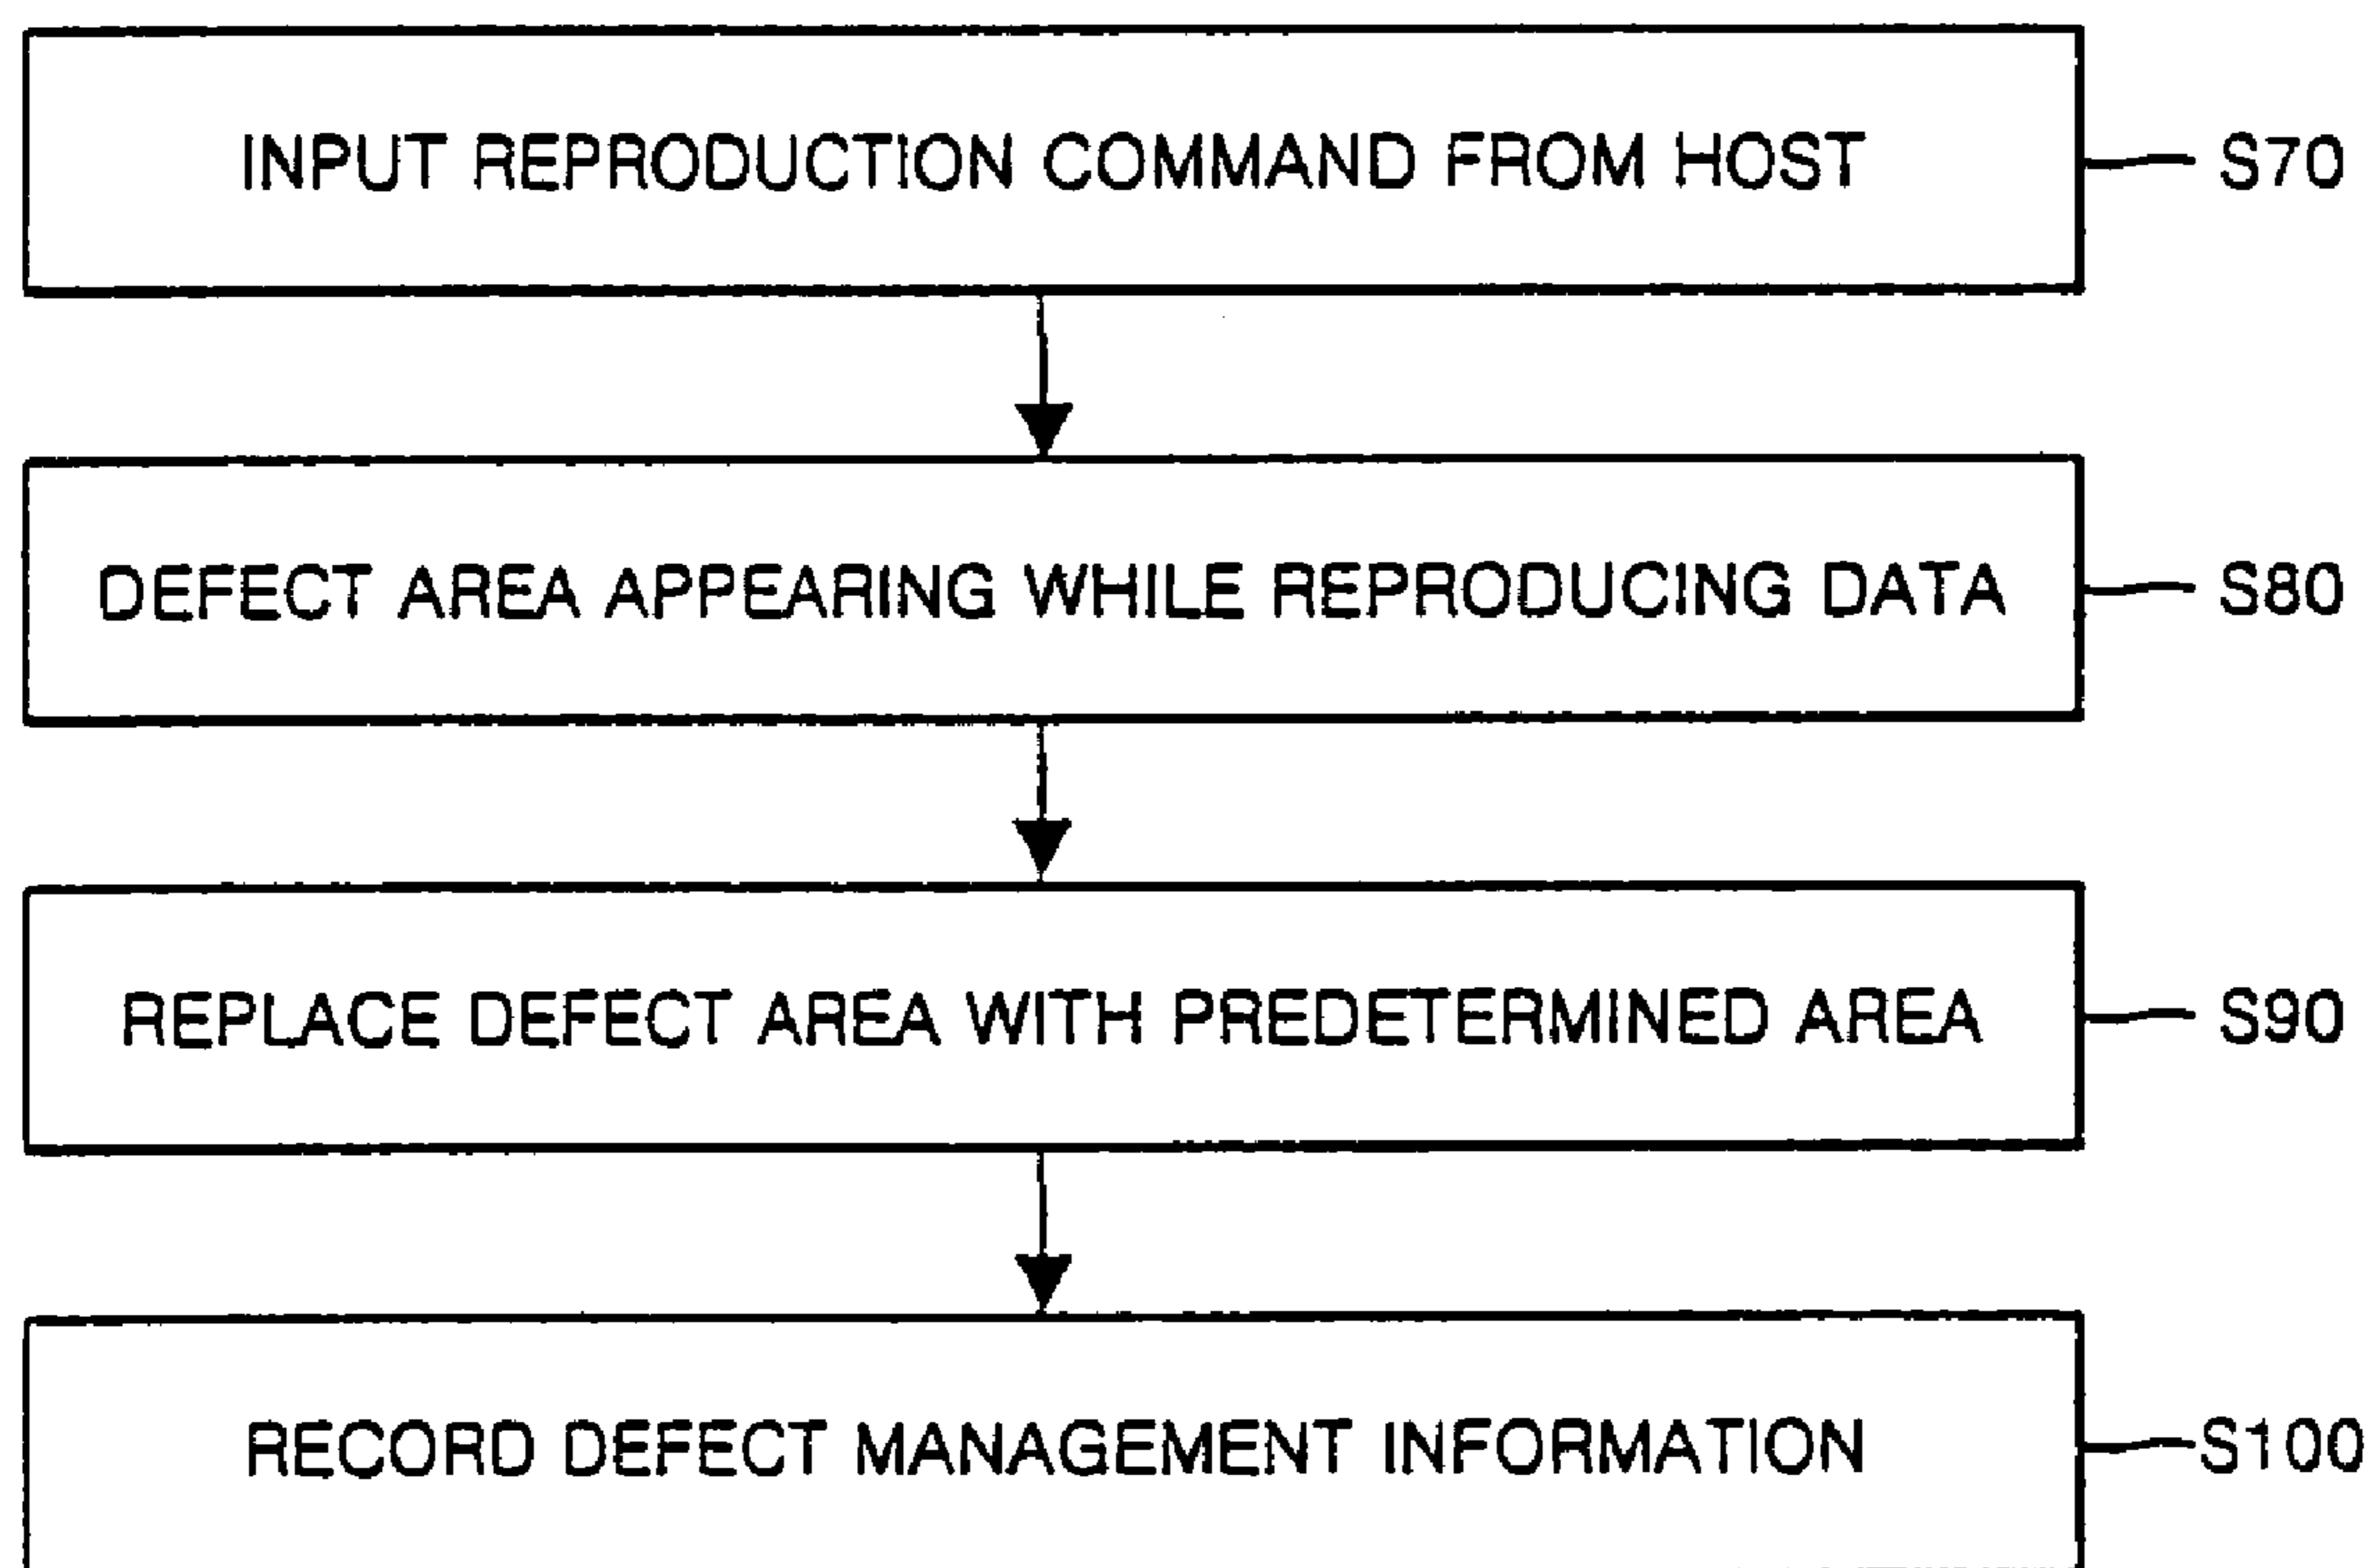 INPUT REPRODUCTION COMMAND FROM HOST S70
DEFECT AREA APPEARING WHILE REPRODUCING DATA S80
REPLACE DEFECT AREA WITH PREDETERMINED AREA S90
RECORD DEFECT MANAGEMENT INFORMATION S100